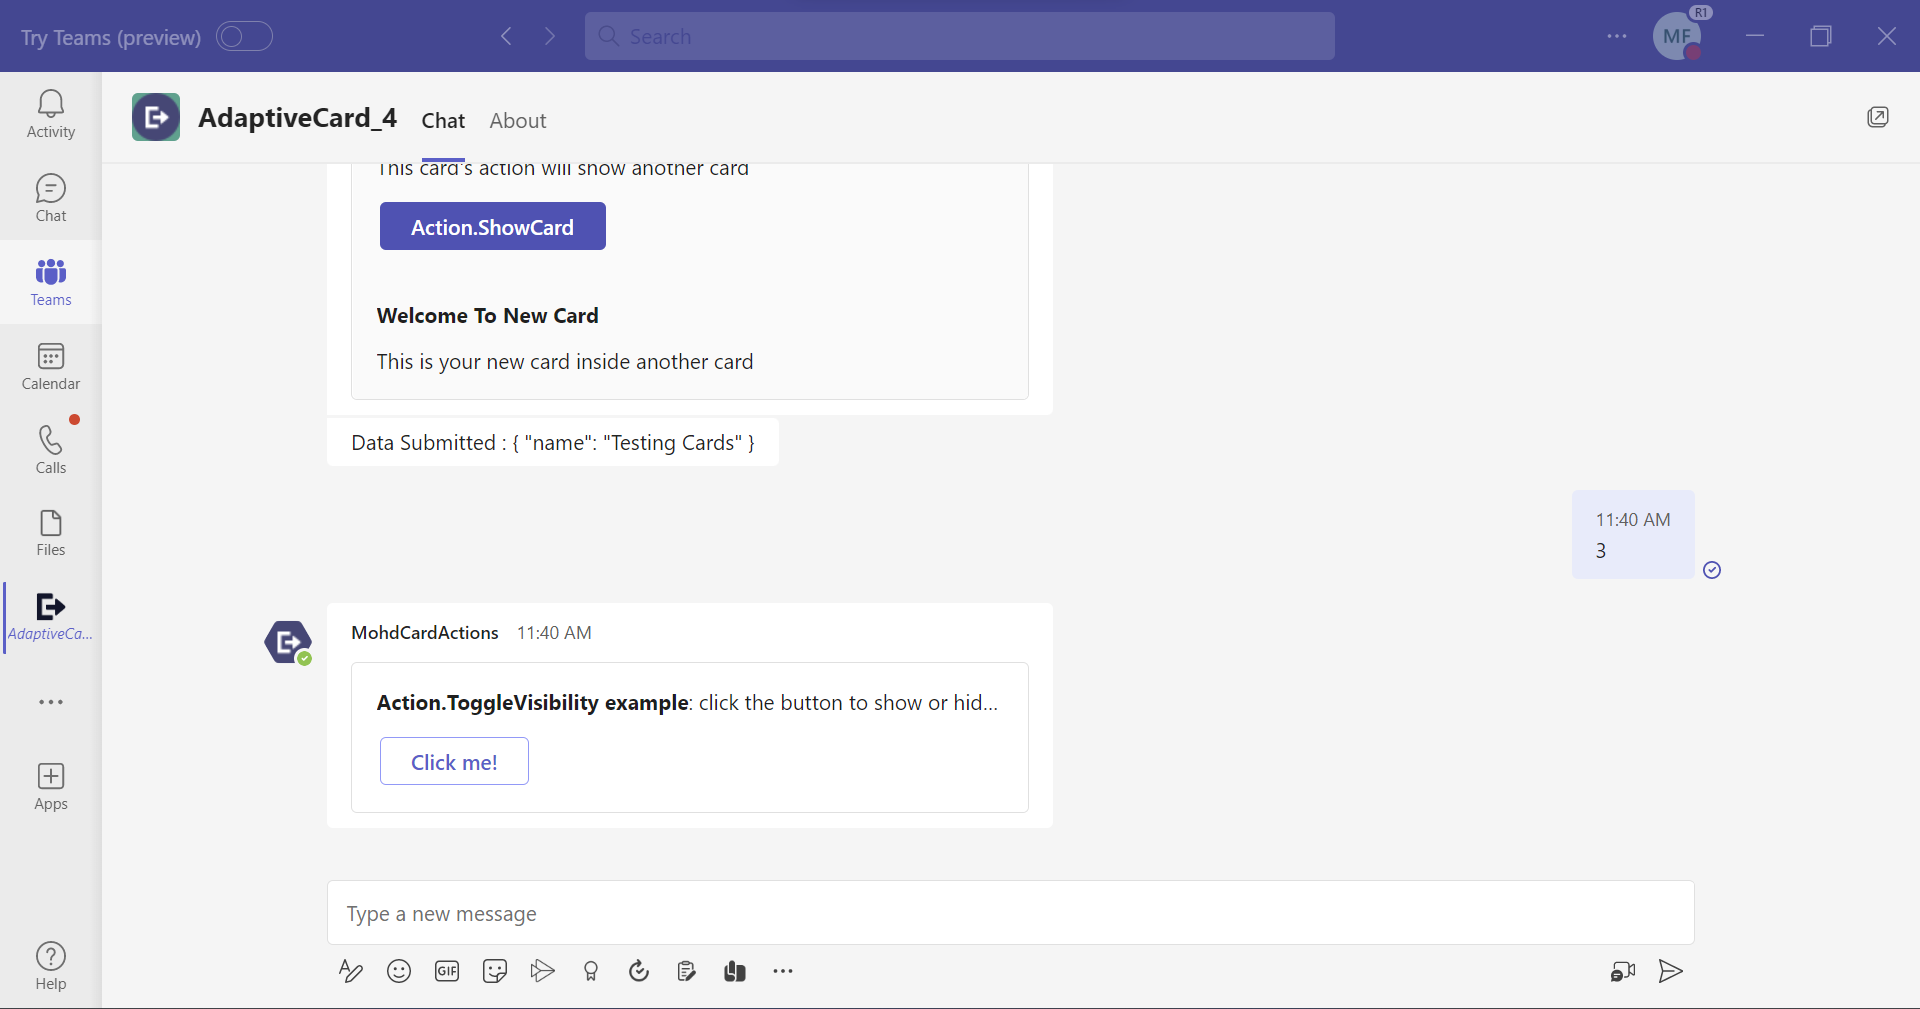 Try Teams (preview)
Search
R1
MF
Activity
Chat
Teams
Calendar
Calls
Files
AdaptiveCa...
Apps
Help
AdaptiveCard_4
Chat
About
This card's action will show another card
Action.ShowCard
Welcome To New Card
This is your new card inside another card
Data Submitted : { "name": "Testing Cards" }
11:40 AM
3
MohdCardActions 11:40 AM
Action.ToggleVisibility example: click the button to show or hid...
Click me!
Type a new message
GIF